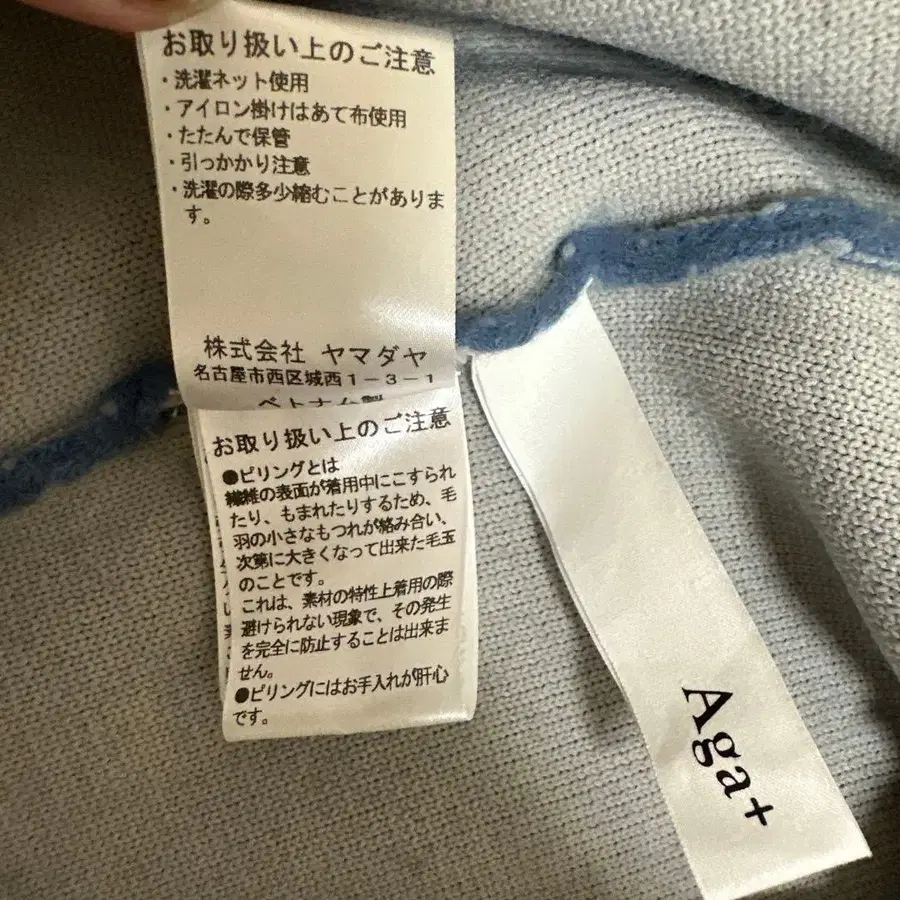 お取り扱い上のご注意
・洗濯ネット使用
・アイロン掛けはあて布使用
・たたんで保管
・引っかかり注意
・洗濯の際多少縮むことがありま
す。
株式会社 ヤマダヤ
名古屋市西区城西1-3-1
ベトナム製
お取り扱い上のご注意
●ピリングとは
繊維の表面が着用中にこすられ
たり、もまれたりするため、毛
羽の小さなもつれが絡み合い、
次第に大きくなって出来た毛玉
のことです。
これは、素材の特性上着用の際
避けられない現象で、その発生
を完全に防止することは出来ま
せん。
●ピリングにはお手入れが肝心
です。
Aga+